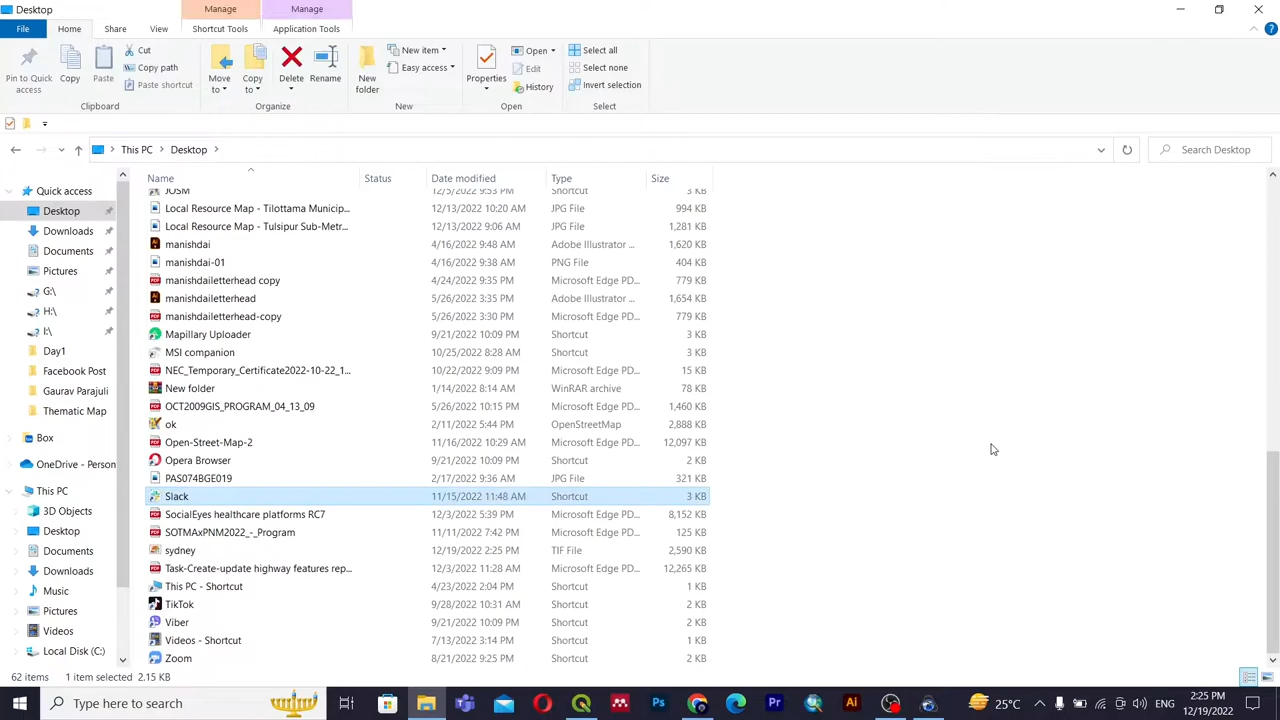 Desktop
Manage
Manage
File
Home
Share
View
Shortcut Tools
Application Tools
Pin to Quick access
Copy
Paste
Cut
Copy path
Paste shortcut
Clipboard
Move to
Copy to
Delete
Rename
Organize
New folder
New item
Easy access
New
Properties
Open
Edit
History
Open
Select all
Select none
Invert selection
Select
This PC
Desktop
Search Desktop
Quick access
Desktop
Downloads
Documents
Pictures
G:\
H:\
I:\
Day1
Facebook Post
Gaurav Parajuli
Thematic Map
Box
OneDrive - Person
This PC
3D Objects
Desktop
Documents
Downloads
Music
Pictures
Videos
Local Disk (C:)
Name Status Date modified Type Size
JOSM 12/5/2022 9:53 PM Shortcut 3 KB
Local Resource Map - Tilottama Municip... 12/13/2022 10:20 AM JPG File 994 KB
Local Resource Map - Tulsipur Sub-Metr... 12/13/2022 9:06 AM JPG File 1,281 KB
manishdai 4/16/2022 9:48 AM Adobe Illustrator ... 1,620 KB
manishdai-01 4/16/2022 9:38 AM PNG File 404 KB
manishdailetterhead copy 4/24/2022 9:35 PM Microsoft Edge PD... 779 KB
manishdailetterhead 5/26/2022 3:35 PM Adobe Illustrator ... 1,654 KB
manishdailetterhead-copy 5/26/2022 3:30 PM Microsoft Edge PD... 779 KB
Mapillary Uploader 9/21/2022 10:09 PM Shortcut 3 KB
MSI companion 10/25/2022 8:28 AM Shortcut 3 KB
NEC_Temporary_Certificate2022-10-22_1... 10/22/2022 9:09 PM Microsoft Edge PD... 15 KB
New folder 1/14/2022 8:14 AM WinRAR archive 78 KB
OCT2009GIS_PROGRAM_04_13_09 5/26/2022 10:15 PM Microsoft Edge PD... 1,460 KB
ok 2/11/2022 5:44 PM OpenStreetMap 2,888 KB
Open-Street-Map-2 11/16/2022 10:29 AM Microsoft Edge PD... 12,097 KB
Opera Browser 9/21/2022 10:09 PM Shortcut 2 KB
PAS074BGE019 2/17/2022 9:36 AM JPG File 321 KB
Slack 11/15/2022 11:48 AM Shortcut 3 KB
SocialEyes healthcare platforms RC7 12/3/2022 5:39 PM Microsoft Edge PD... 8,152 KB
SOTMAxPNM2022_-_Program 11/11/2022 7:42 PM Microsoft Edge PD... 125 KB
sydney 12/19/2022 2:25 PM TIF File 2,590 KB
Task-Create-update highway features rep... 12/3/2022 11:28 AM Microsoft Edge PD... 12,265 KB
This PC - Shortcut 4/23/2022 2:04 PM Shortcut 1 KB
TikTok 9/28/2022 10:31 AM Shortcut 2 KB
Viber 9/21/2022 10:09 PM Shortcut 2 KB
Videos - Shortcut 7/13/2022 3:14 PM Shortcut 1 KB
Zoom 8/21/2022 9:25 PM Shortcut 2 KB
62 items 1 item selected 2.15 KB
Type here to search
Ps
Pr
Ai
25°C
ENG
2:25 PM
12/19/2022